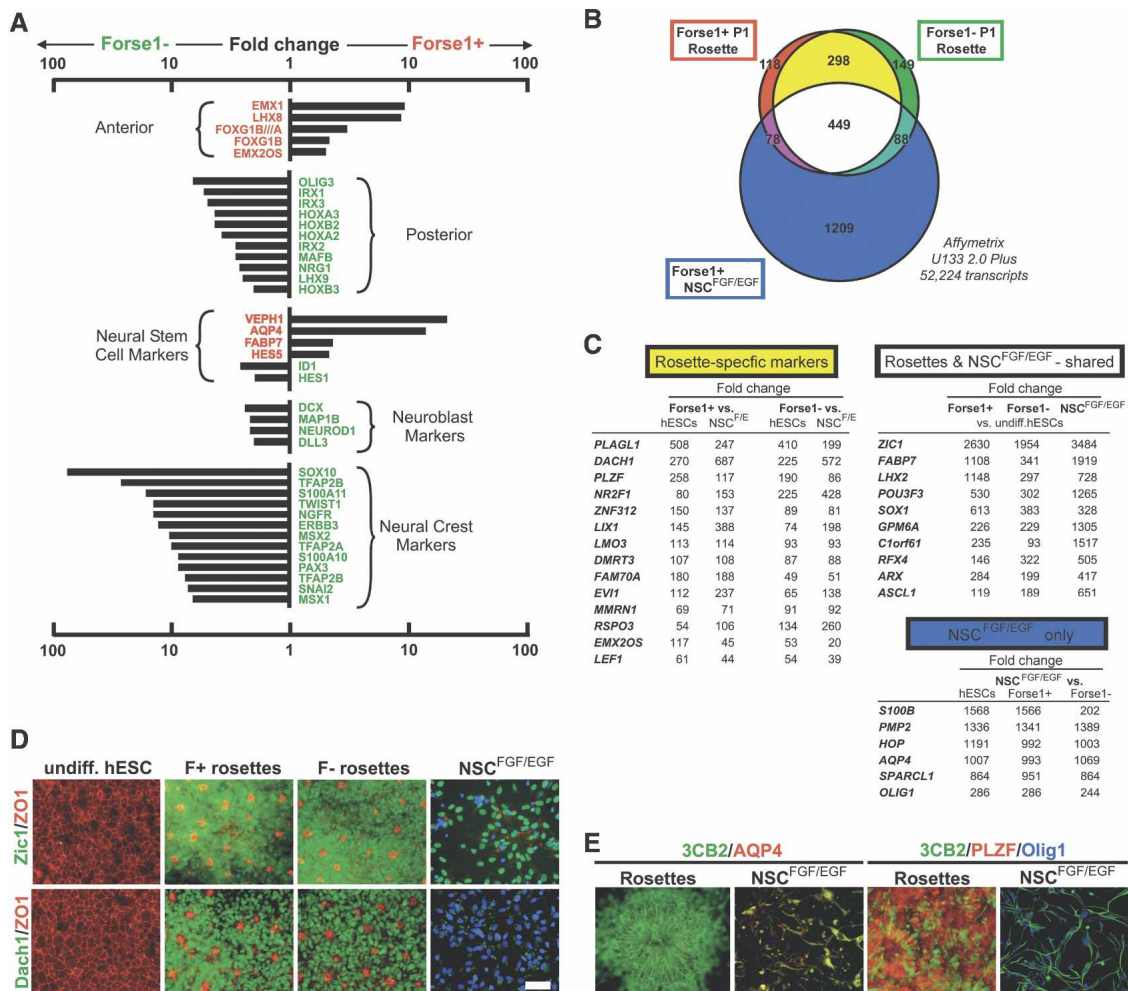 A
Forse1-
Fold change
Forse1+
100 10 1 10 100
Anterior
EMX1
LHX8
FOXG1B///A
FOXG1B
EMX2OS
OLIG3
IRX1
IRX3
HOXA3
HOXB2
HOXA2
IRX2
MAFB
NRG1
LHX9
HOXB3
Posterior
Neural Stem
Cell Markers
VEPH1
AQP4
FABP7
HES5
ID1
HES1
DCX
MAP1B
NEUROD1
DLL3
Neuroblast
Markers
SOX10
TFAP2B
S100A11
TWIST1
NGFR
ERBB3
MSX2
TFAP2A
S100A10
PAX3
TFAP2B
SNAI2
MSX1
Neural Crest
Markers
100 10 1 10 100
B
Forse1+ P1
Rosette
Forse1- P1
Rosette
118 298 149
449
78 88
1209
Forse1+
NSCFGF/EGF
Affymetrix
U133 2.0 Plus
52,224 transcripts
C
Rosette-specfic markers
Fold change
Forse1+ vs. Forse1- vs.
hESCs NSCF/E hESCs NSCF/E
PLAGL1 508 247 410 199
DACH1 270 687 225 572
PLZF 258 117 190 86
NR2F1 80 153 225 428
ZNF312 150 137 89 81
LIX1 145 388 74 198
LMO3 113 114 93 93
DMRT3 107 108 87 88
FAM70A 180 188 49 51
EVI1 112 237 65 138
MMRN1 69 71 91 92
RSPO3 54 106 134 260
EMX2OS 117 45 53 20
LEF1 61 44 54 39
Rosettes & NSCFGF/EGF - shared
Fold change
Forse1+ Forse1- NSCFGF/EGF
vs. undiff.hESCs
ZIC1 2630 1954 3484
FABP7 1108 341 1919
LHX2 1148 297 728
POU3F3 530 302 1265
SOX1 613 383 328
GPM6A 226 229 1305
C1orf61 235 93 1517
RFX4 146 322 505
ARX 284 199 417
ASCL1 119 189 651
NSCFGF/EGF only
Fold change
NSCFGF/EGF vs.
hESCs Forse1+ Forse1-
S100B 1568 1566 202
PMP2 1336 1341 1389
HOP 1191 992 1003
AQP4 1007 993 1069
SPARCL1 864 951 864
OLIG1 286 286 244
D
undiff. hESC F+ rosettes F- rosettes NSCFGF/EGF
Zic1/ZO1
Dach1/ZO1
E
3CB2/AQP4 3CB2/PLZF/Olig1
Rosettes NSCFGF/EGF Rosettes NSCFGF/EGF